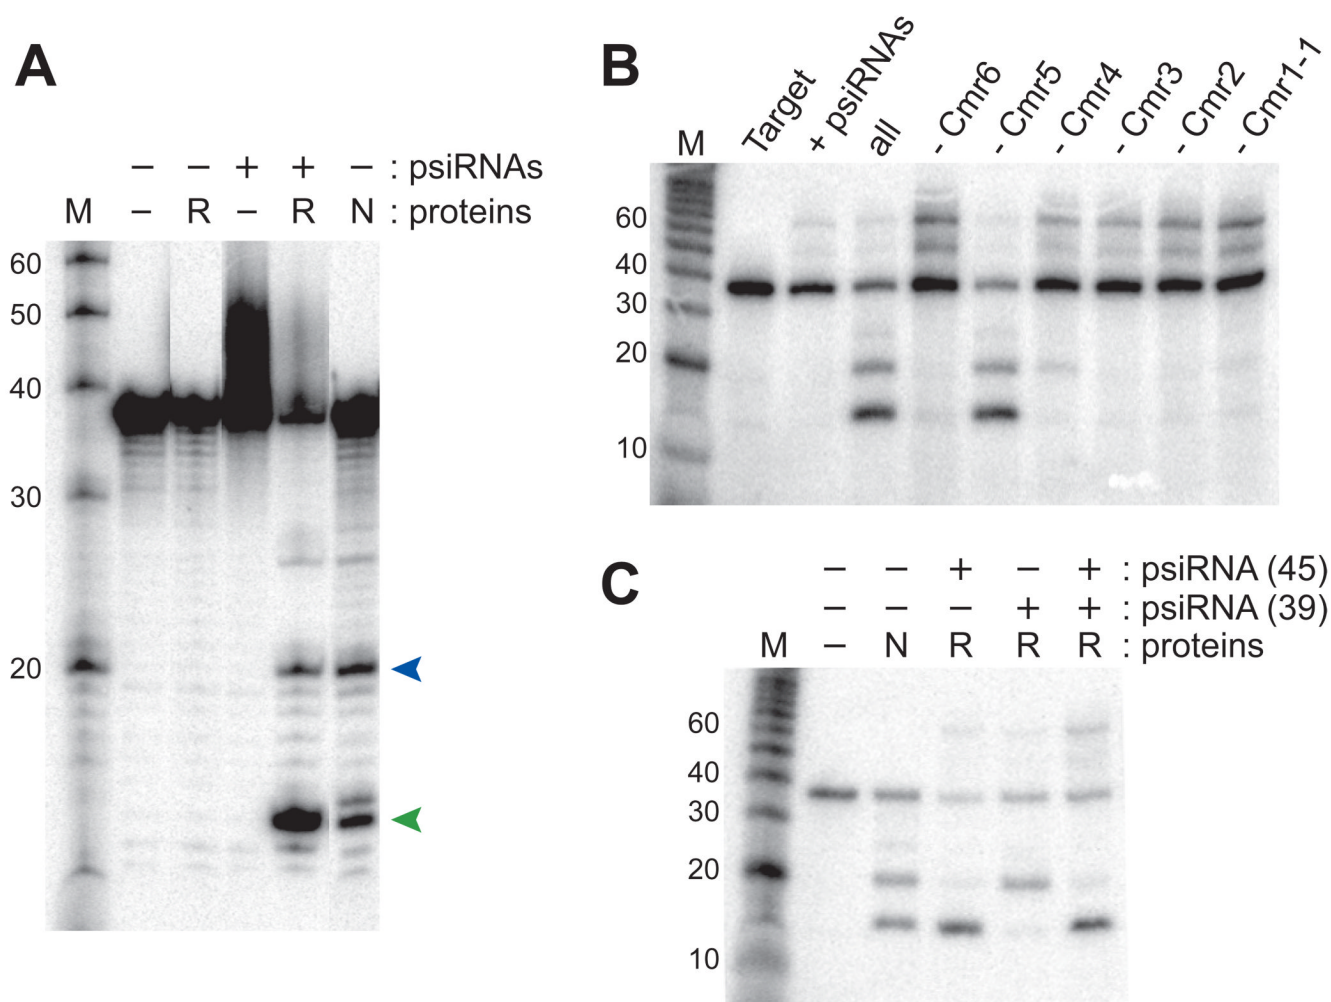 A
– – + + – : psiRNAs
M – R – R N : proteins
60
50
40
30
20
B
M Target + psiRNAs all - Cmr6 - Cmr5 - Cmr4 - Cmr3 - Cmr2 - Cmr1-1
60
40
30
20
10
C
– – + – + : psiRNA (45)
– – – + + : psiRNA (39)
M – N R R R : proteins
60
40
30
20
10